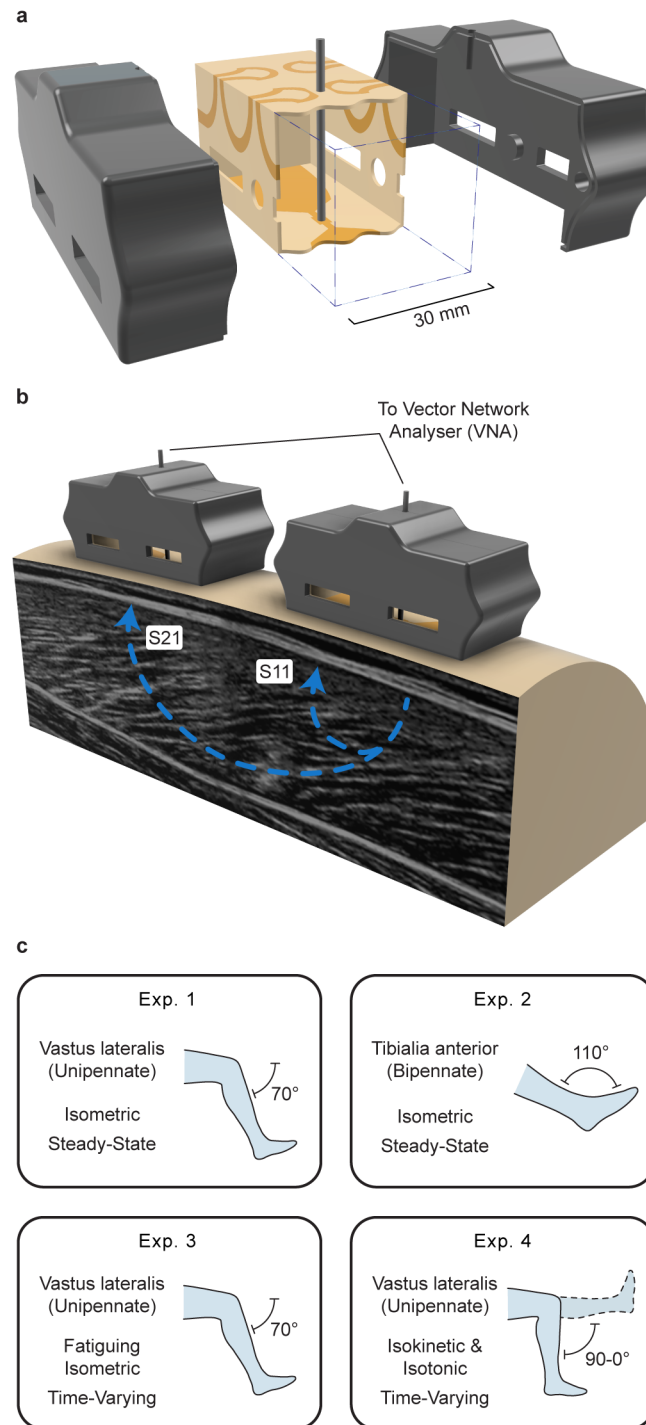 a
30 mm
b
To Vector Network
Analyser (VNA)
S21
S11
c
Exp. 1
Vastus lateralis
(Unipennate)
Isometric
Steady-State
70°
Exp. 2
Tibialia anterior
(Bipennate)
Isometric
Steady-State
110°
Exp. 3
Vastus lateralis
(Unipennate)
Fatiguing
Isometric
Time-Varying
70°
Exp. 4
Vastus lateralis
(Unipennate)
Isokinetic &
Isotonic
Time-Varying
90-0°